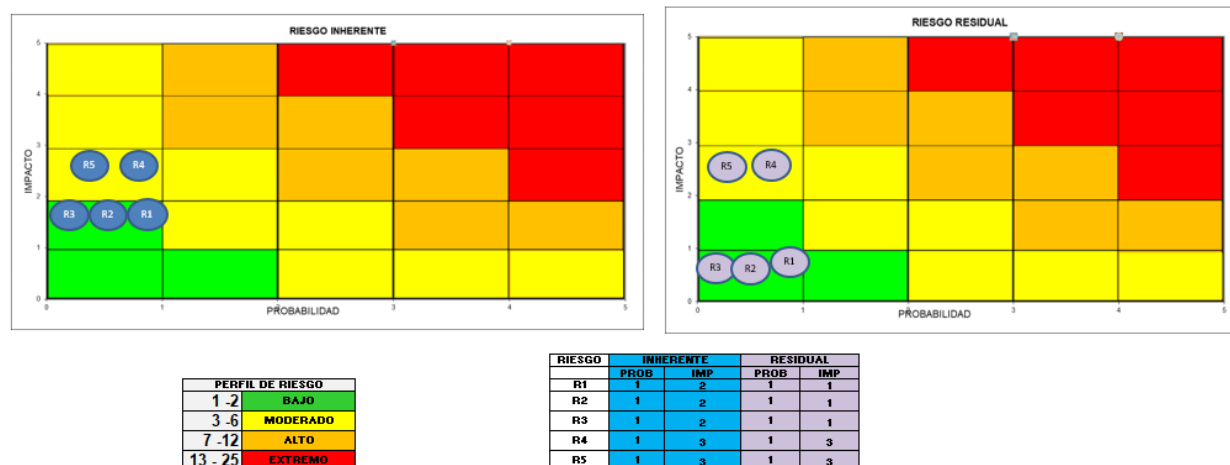 RIESGO INHERENTE
5
4
3
2
1
0
IMPACTO
R5
R4
R3
R2
R1
0
1
2
3
4
5
PROBABILIDAD
RIESGO RESIDUAL
5
4
3
2
1
0
IMPACTO
R5
R4
R3
R2
R1
0
1
2
3
4
5
PROBABILIDAD
PERFIL DE RIESGO
1 -2 BAJO
3 -6 MODERADO
7 -12 ALTO
13 - 25 EXTREMO
RIESGO INHERENTE RESIDUAL
PROB IMP PROB IMP
R1 1 2 1 1
R2 1 2 1 1
R3 1 2 1 1
R4 1 3 1 3
R5 1 3 1 3